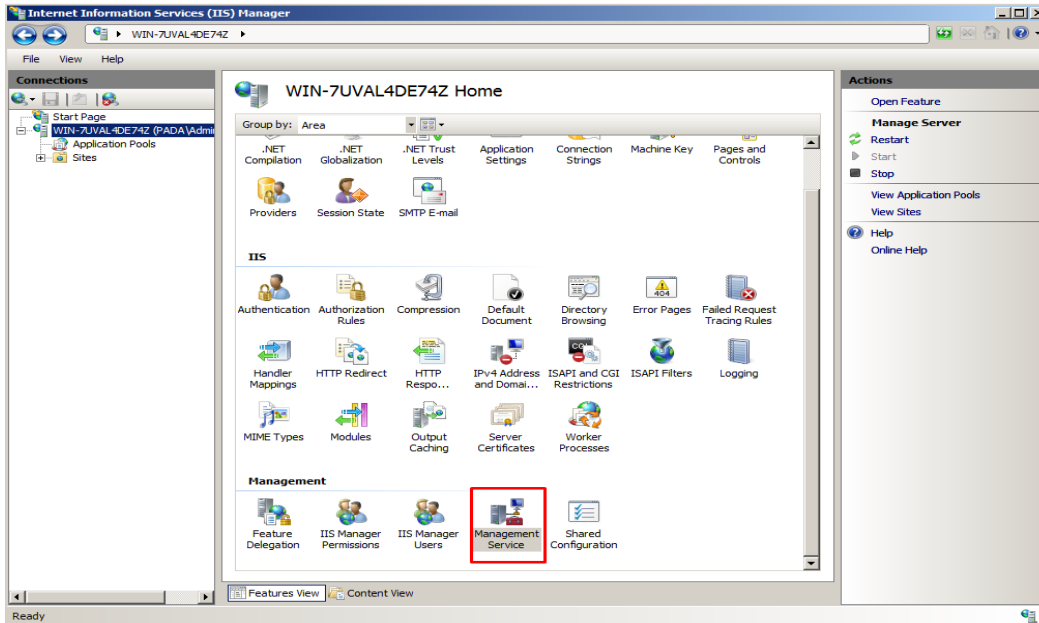 Internet Information Services (IIS) Manager
WIN-7UVAL4DE74Z
File View Help
Connections
Start Page
WIN-7UVAL4DE74Z (PADA\Admi
Application Pools
Sites
WIN-7UVAL4DE74Z Home
Group by: Area
.NET Compilation
.NET Globalization
.NET Trust Levels
Application Settings
Connection Strings
Machine Key
Pages and Controls
Providers
Session State
SMTP E-mail
IIS
Authentication
Authorization Rules
Compression
Default Document
Directory Browsing
Error Pages
404
Failed Request Tracing Rules
Handler Mappings
HTTP Redirect
HTTP Respo...
IPv4 Address and Domai...
CGI
ISAPI and CGI Restrictions
ISAPI Filters
Logging
MIME Types
Modules
Output Caching
Server Certificates
Worker Processes
Management
Feature Delegation
IIS Manager Permissions
IIS Manager Users
Management Service
Shared Configuration
Features View
Content View
Actions
Open Feature
Manage Server
Restart
Start
Stop
View Application Pools
View Sites
Help
Online Help
Ready